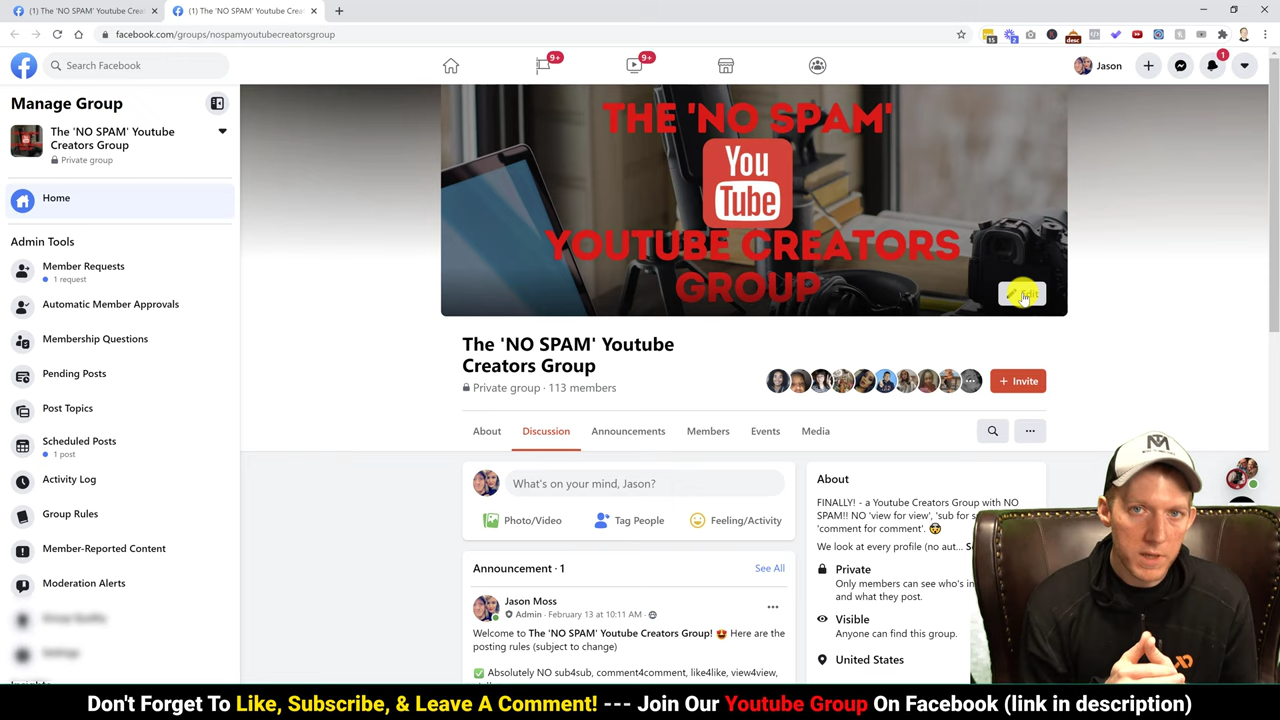 (1) The 'NO SPAM' Youtube Crea
(1) The 'NO SPAM' Youtube Crea
facebook.com/groups/nospamyoutubecreatorsgroup
15
2
desc
Search Facebook
9+
9+
Jason
1
Manage Group
The 'NO SPAM' Youtube
Creators Group
Private group
Home
Admin Tools
Member Requests
1 request
Automatic Member Approvals
Membership Questions
Pending Posts
Post Topics
Scheduled Posts
1 post
Activity Log
Group Rules
Member-Reported Content
Moderation Alerts
THE 'NO SPAM'
You
Tube
YOUTUBE CREATORS
GROUP
Edit
The 'NO SPAM' Youtube
Creators Group
Private group · 113 members
+ Invite
About
Discussion
Announcements
Members
Events
Media
What's on your mind, Jason?
Photo/Video
Tag People
Feeling/Activity
Announcement · 1
See All
Jason Moss
Admin · February 13 at 10:11 AM
Welcome to The 'NO SPAM' Youtube Creators Group! 🤩 Here are the
posting rules (subject to change)
✅ Absolutely NO sub4sub, comment4comment, like4like, view4view,
About
FINALLY! - a Youtube Creators Group with NO
SPAM!! NO 'view for view', 'sub for s
'comment for comment'. 🤯
We look at every profile (no aut...
Private
Only members can see who's in
and what they post.
Visible
Anyone can find this group.
United States
Don't Forget To Like, Subscribe, & Leave A Comment! --- Join Our Youtube Group On Facebook (link in description)